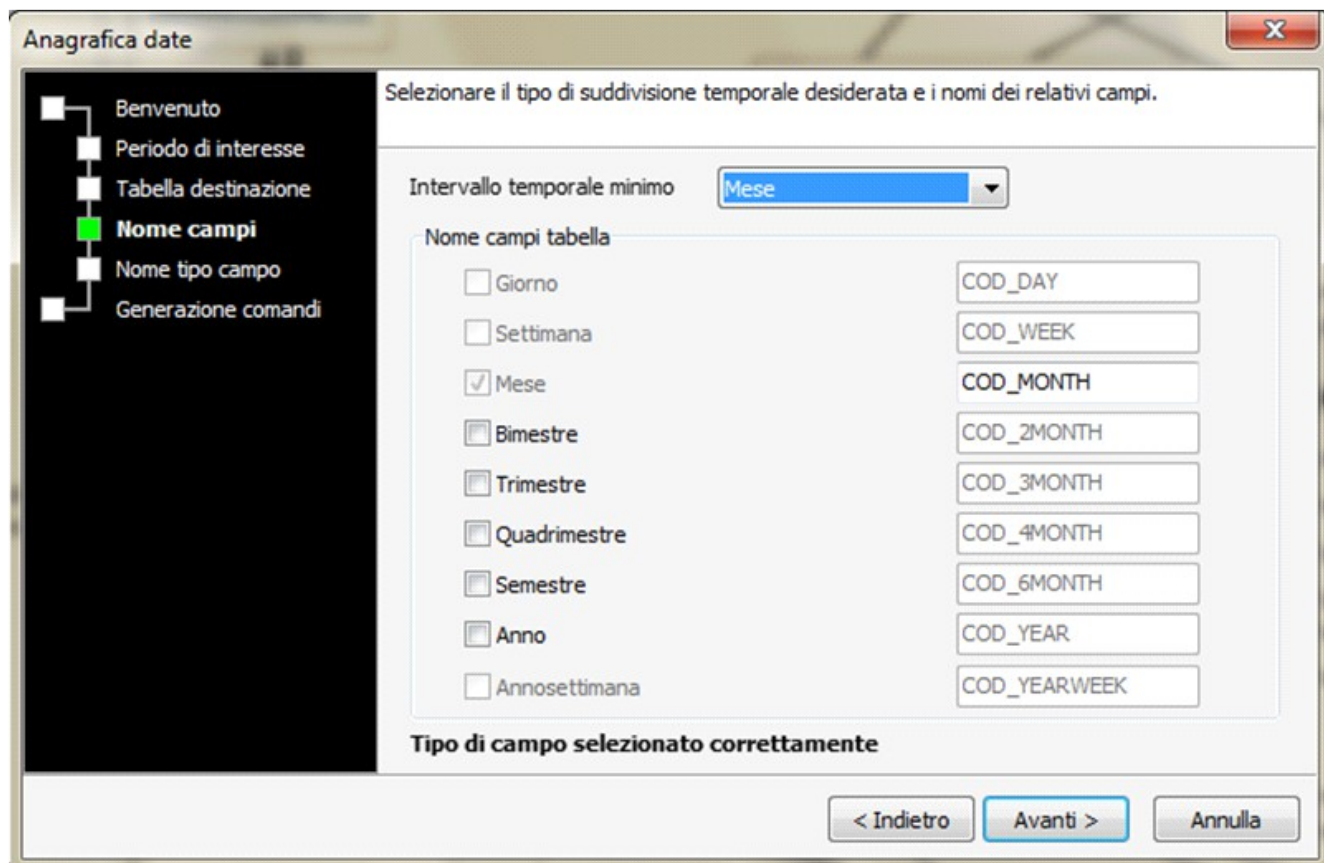 Anagrafica date
Benvenuto
Periodo di interesse
Tabella destinazione
Nome campi
Nome tipo campo
Generazione comandi
Selezionare il tipo di suddivisione temporale desiderata e i nomi dei relativi campi.
Intervallo temporale minimo Mese
Nome campi tabella
Giorno COD_DAY
Settimana COD_WEEK
Mese COD_MONTH
Bimestre COD_2MONTH
Trimestre COD_3MONTH
Quadrimestre COD_4MONTH
Semestre COD_6MONTH
Anno COD_YEAR
Annosettimana COD_YEARWEEK
Tipo di campo selezionato correttamente
< Indietro Avanti > Annulla